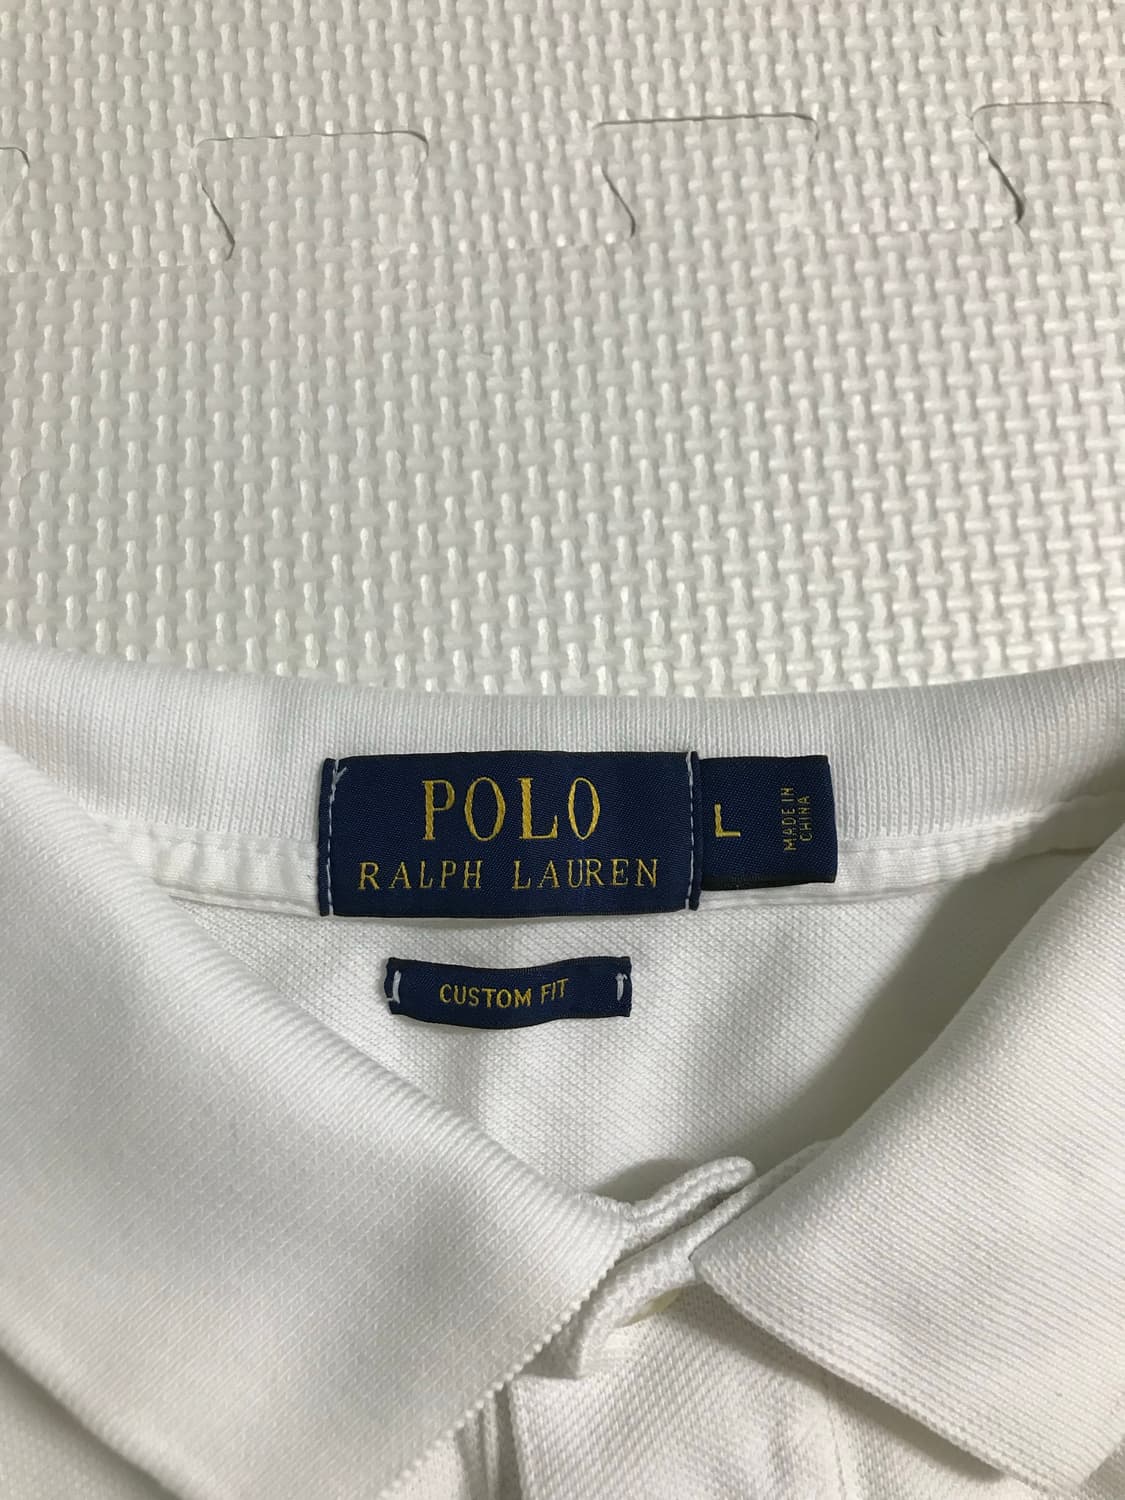 POLO
RALPH LAUREN
L
MADE IN
CHINA
CUSTOM FIT